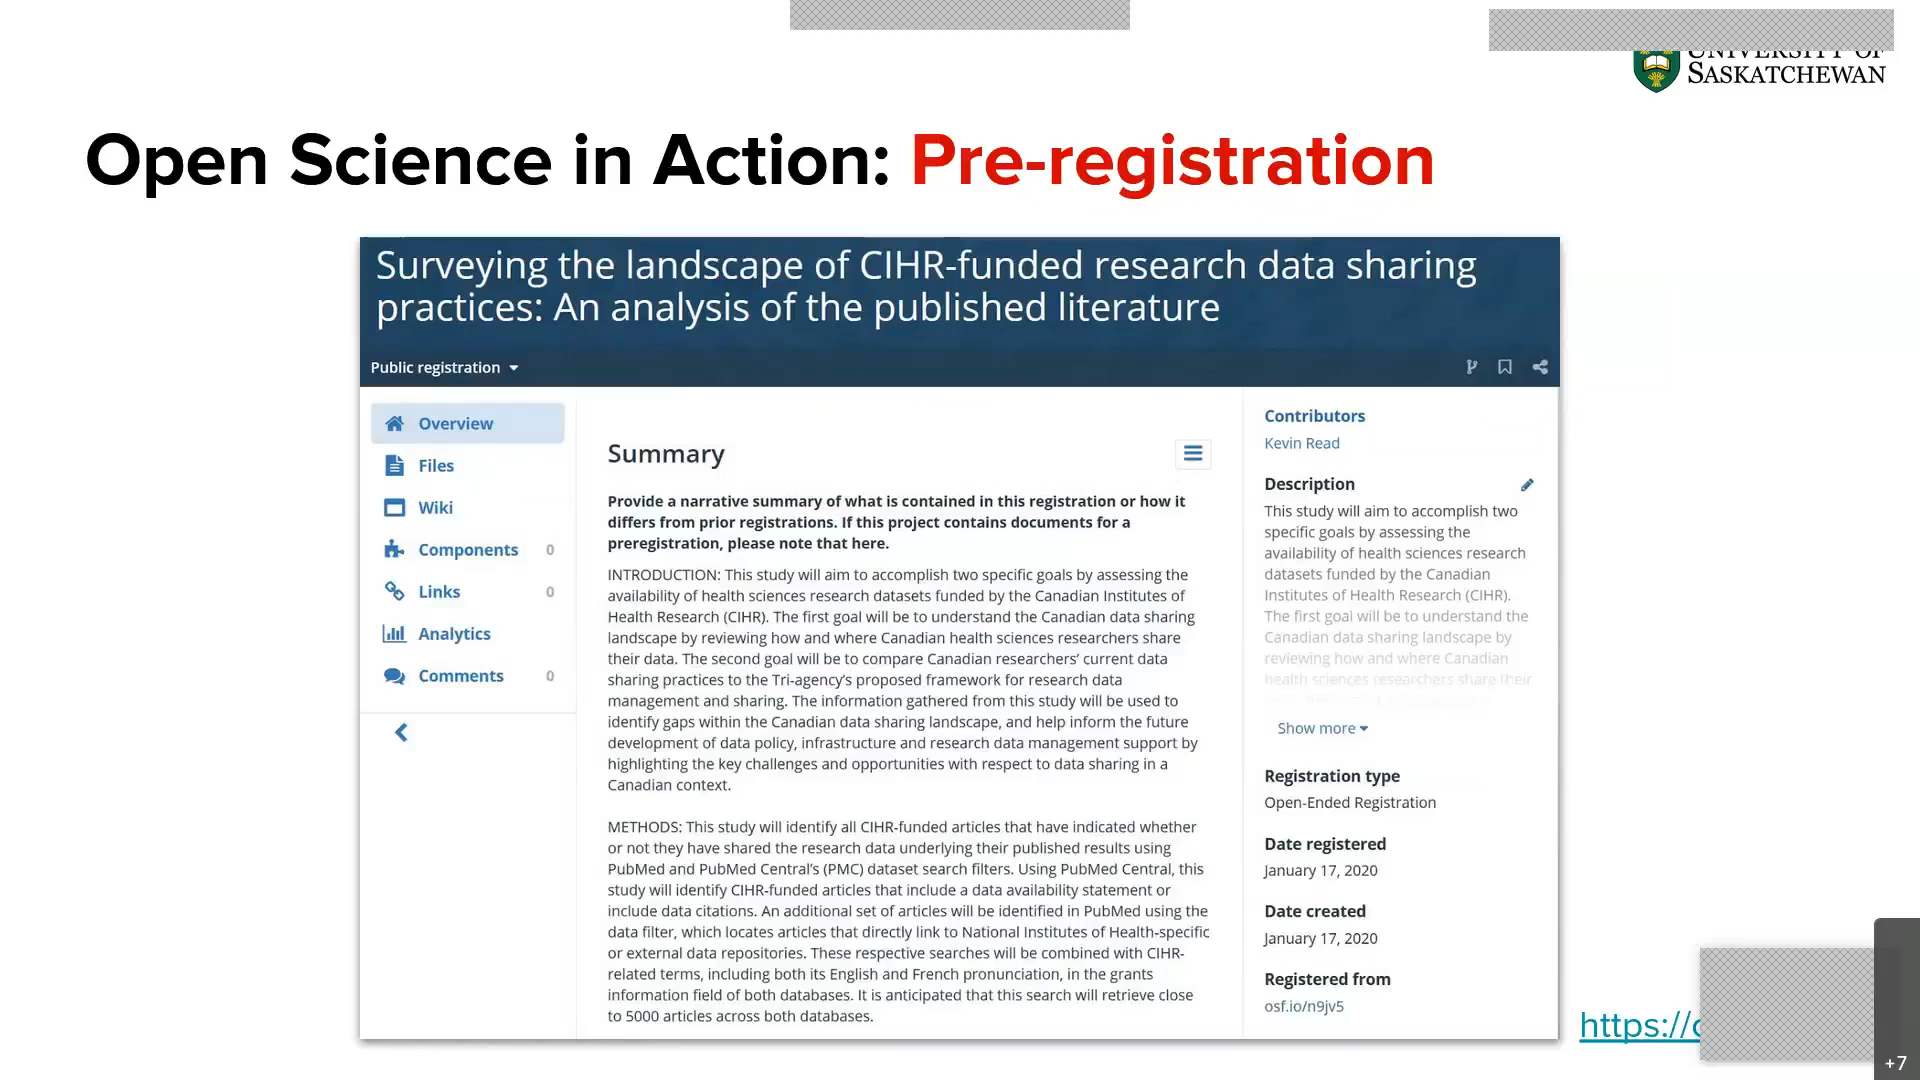 SASKATCHEWAN
Open Science in Action: Pre-registration
Surveying the landscape of CIHR-funded research data sharing
practices: An analysis of the published literature
Public registration
Overview
Files
Wiki
Components 0
Links 0
Analytics
Comments 0
Summary
Provide a narrative summary of what is contained in this registration or how it
differs from prior registrations. If this project contains documents for a
preregistration, please note that here.
INTRODUCTION: This study will aim to accomplish two specific goals by assessing the
availability of health sciences research datasets funded by the Canadian Institutes of
Health Research (CIHR). The first goal will be to understand the Canadian data sharing
landscape by reviewing how and where Canadian health sciences researchers share
their data. The second goal will be to compare Canadian researchers’ current data
sharing practices to the Tri-agency’s proposed framework for research data
management and sharing. The information gathered from this study will be used to
identify gaps within the Canadian data sharing landscape, and help inform the future
development of data policy, infrastructure and research data management support by
highlighting the key challenges and opportunities with respect to data sharing in a
Canadian context.
METHODS: This study will identify all CIHR-funded articles that have indicated whether
or not they have shared the research data underlying their published results using
PubMed and PubMed Central’s (PMC) dataset search filters. Using PubMed Central, this
study will identify CIHR-funded articles that include a data availability statement or
include data citations. An additional set of articles will be identified in PubMed using the
data filter, which locates articles that directly link to National Institutes of Health-specific
or external data repositories. These respective searches will be combined with CIHR-
related terms, including both its English and French pronunciation, in the grants
information field of both databases. It is anticipated that this search will retrieve close
to 5000 articles across both databases.
Contributors
Kevin Read
Description
This study will aim to accomplish two
specific goals by assessing the
availability of health sciences research
datasets funded by the Canadian
Institutes of Health Research (CIHR).
The first goal will be to understand the
Canadian data sharing landscape by
reviewing how and where Canadian
health sciences researchers share their
Show more
Registration type
Open-Ended Registration
Date registered
January 17, 2020
Date created
January 17, 2020
Registered from
osf.io/n9jv5
https://
+7